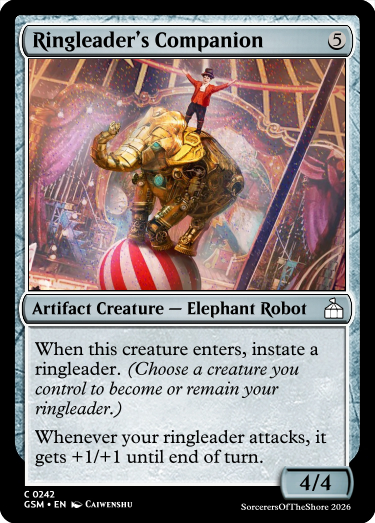 Ringleader's Companion 5
Artifact Creature — Elephant Robot
When this creature enters, instate a
ringleader. (Choose a creature you
control to become or remain your
ringleader.)
Whenever your ringleader attacks, it
gets +1/+1 until end of turn.
4/4
C 0242
GSM • EN Caiwenshu
SorcerersOfTheShore 2026